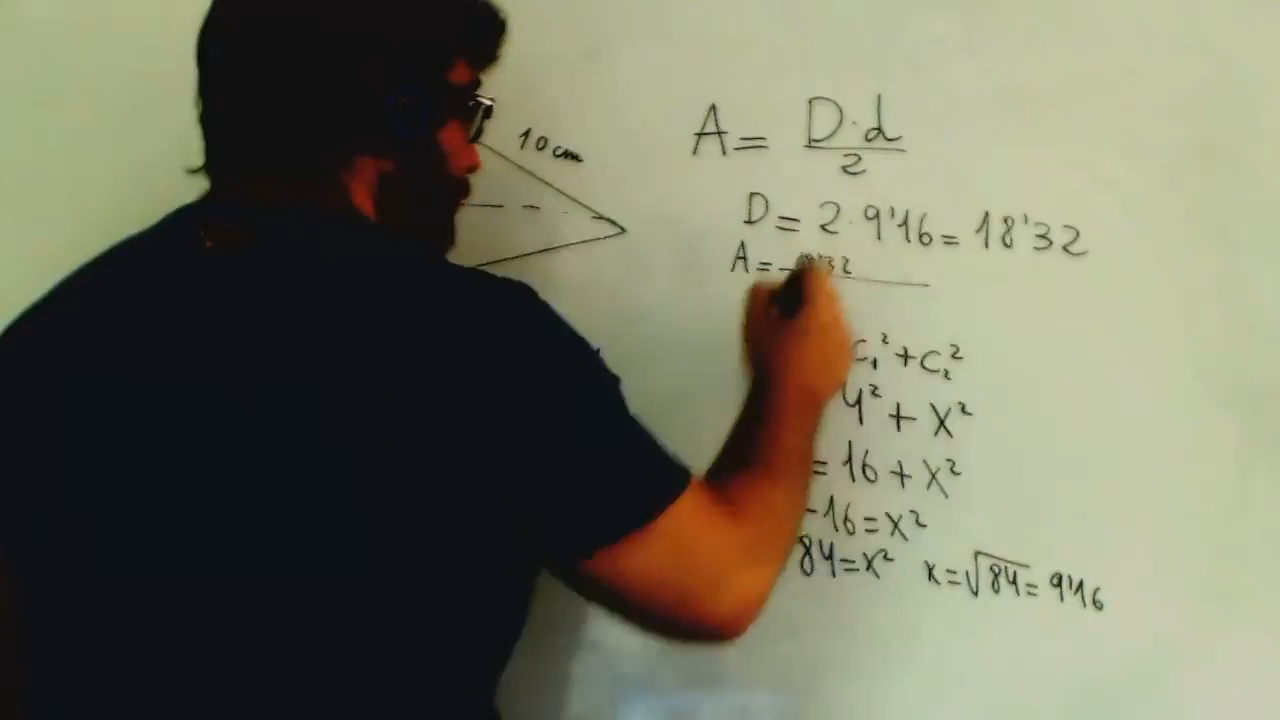 10 cm
A = D·d / 2
D = 2·9'16 = 18'32
A = 18'32
c₁² + c₂²
4² + x²
= 16 + x²
-16 = x²
84 = x² x = √84 = 9'16